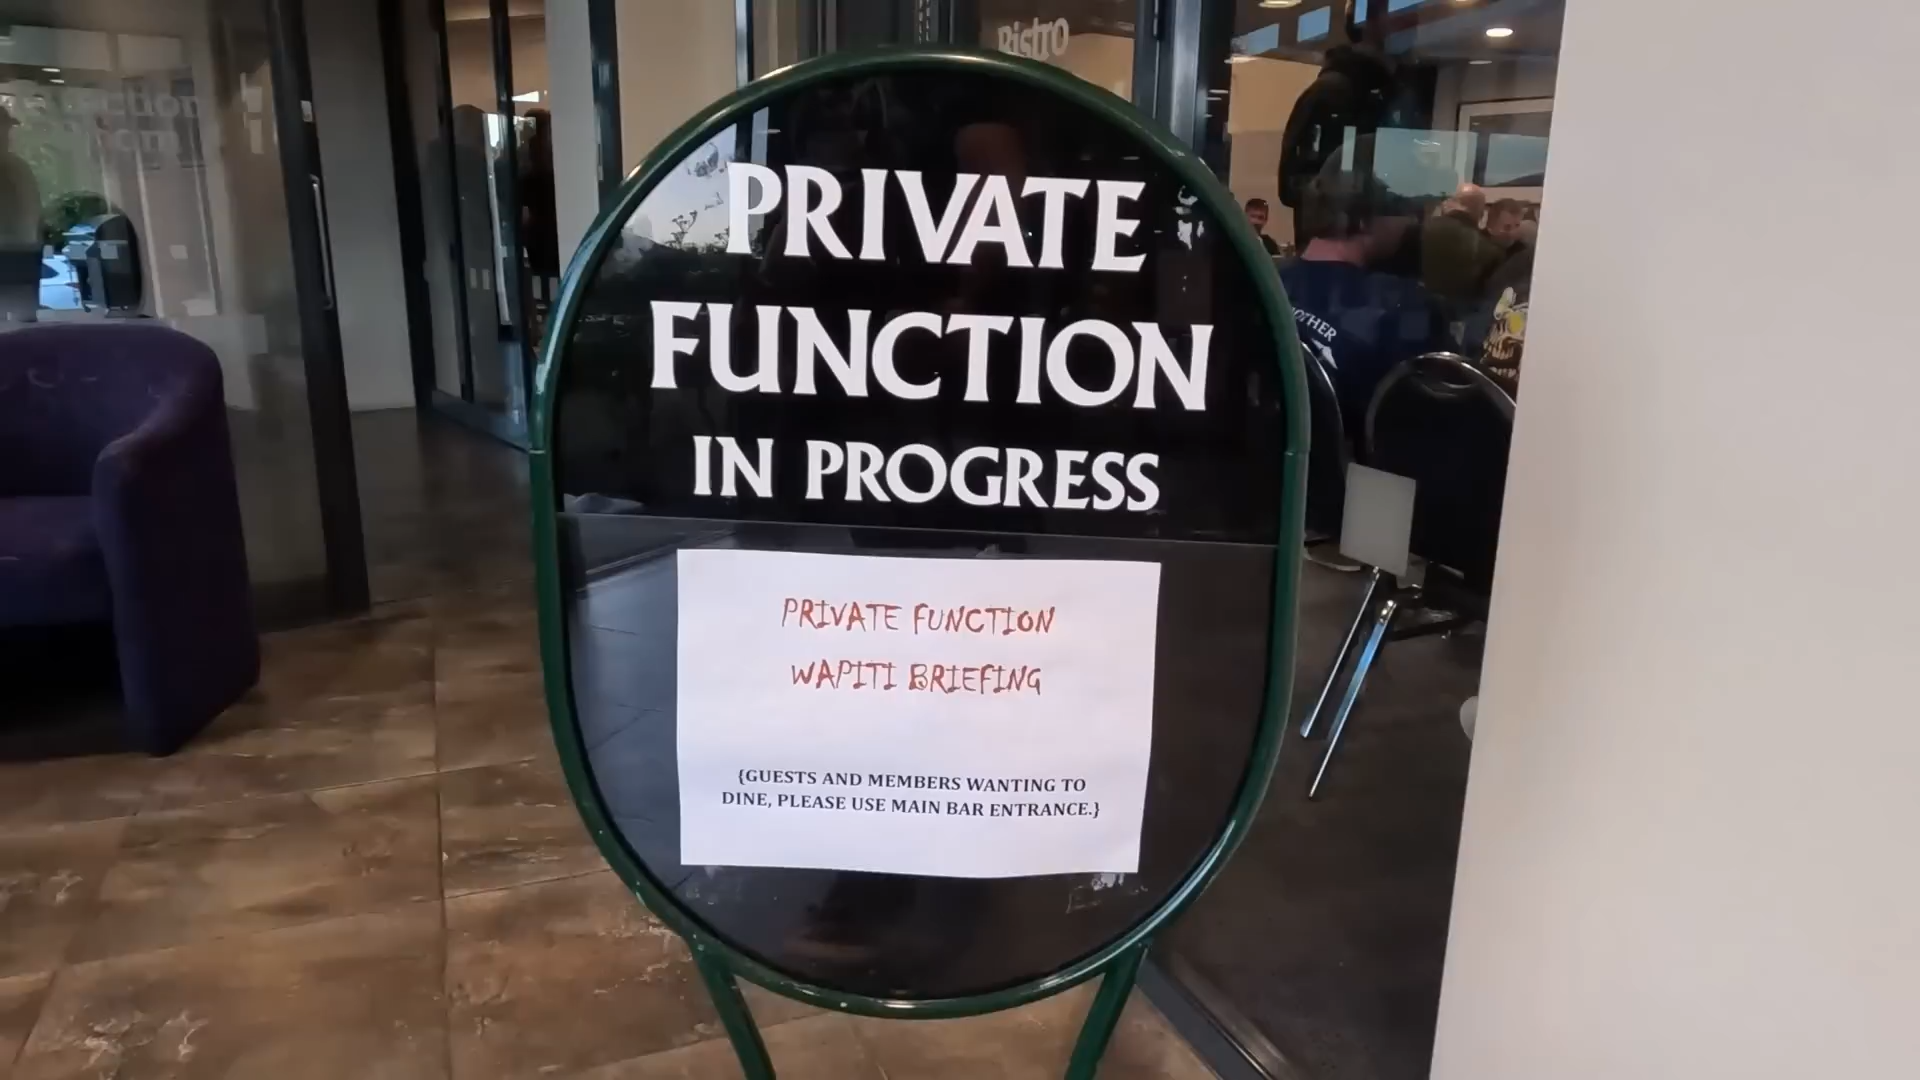 Bistro
PRIVATE
FUNCTION
IN PROGRESS
PRIVATE FUNCTION
WAPITI BRIEFING
{GUESTS AND MEMBERS WANTING TO
DINE, PLEASE USE MAIN BAR ENTRANCE.}